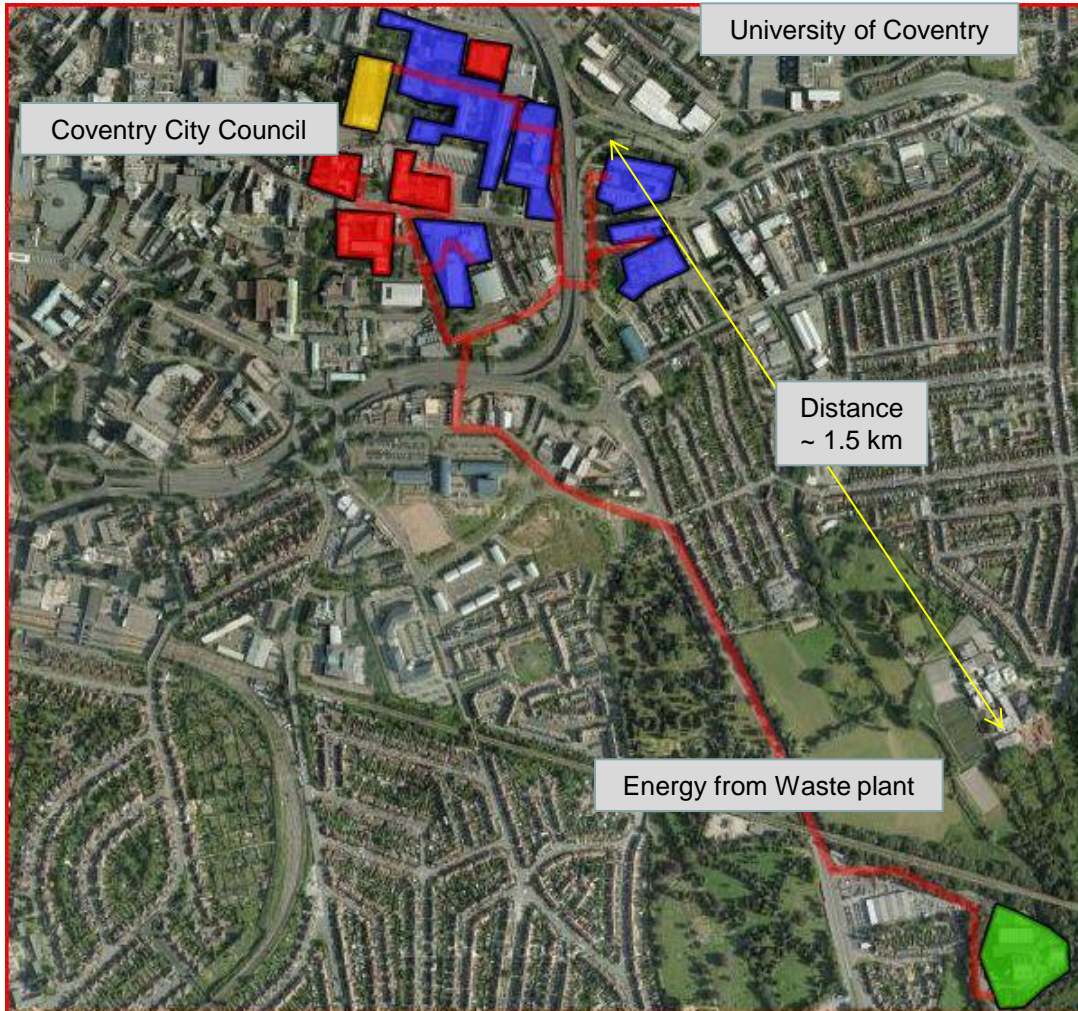 University of Coventry
Coventry City Council
Distance
~ 1.5 km
Energy from Waste plant